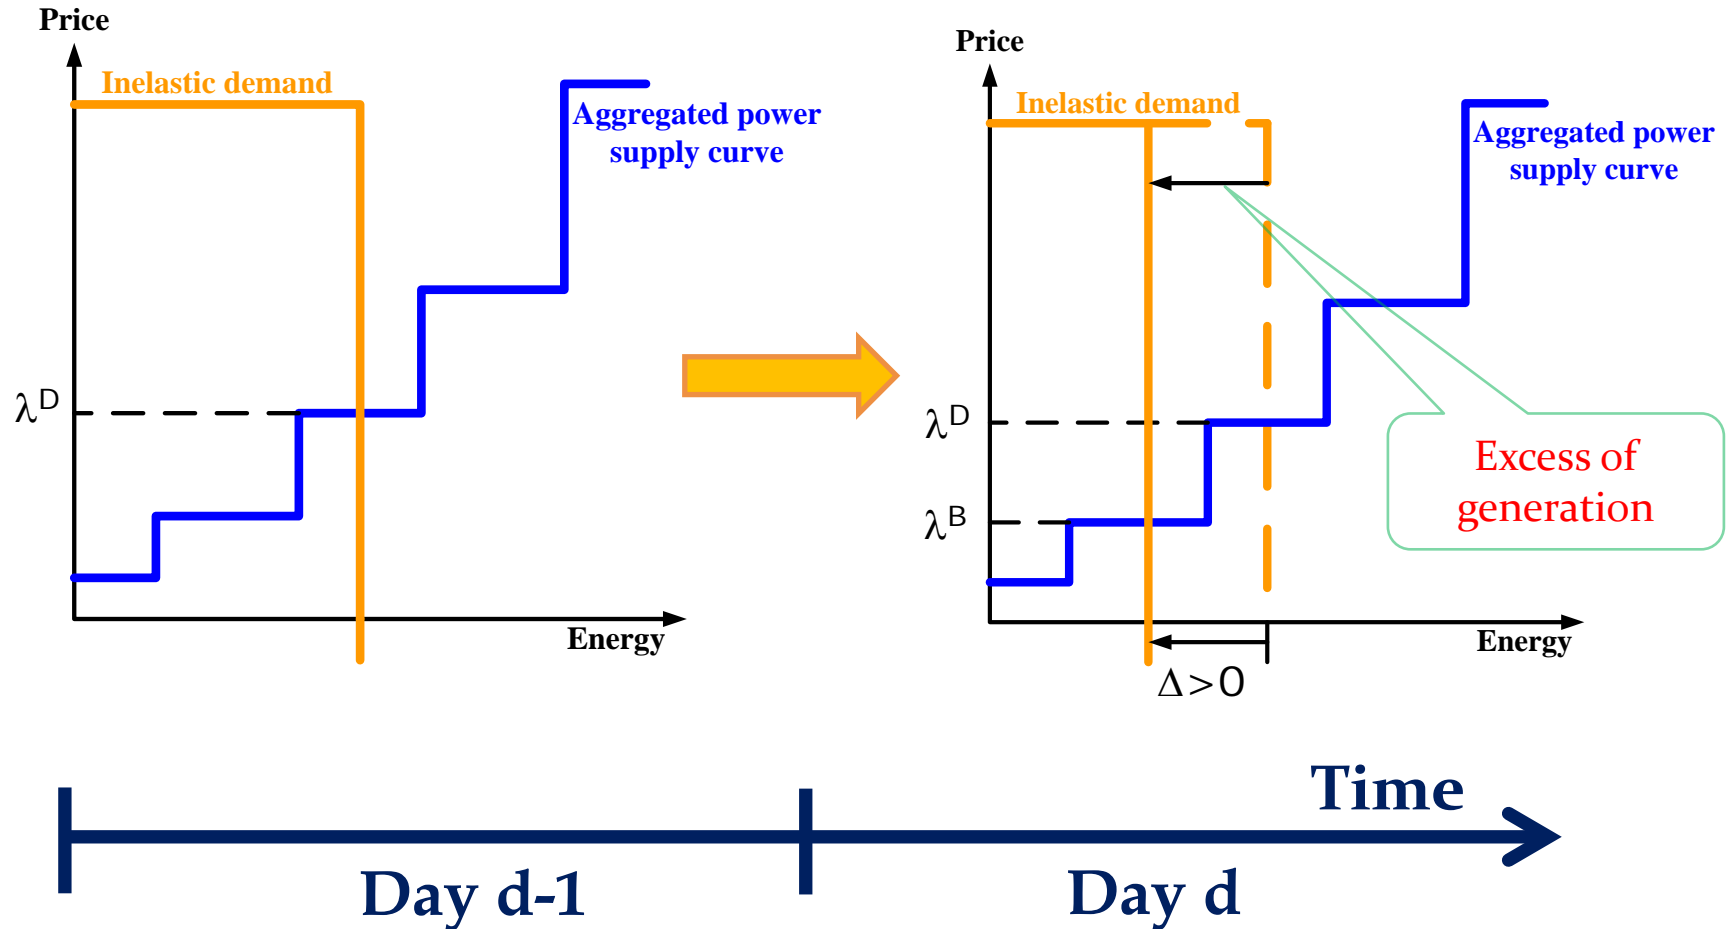 Price
Inelastic demand
Aggregated power
supply curve
λᴰ
Energy
Price
Inelastic demand
Aggregated power
supply curve
λᴰ
λᴮ
Excess of
generation
Energy
Δ>0
Time
Day d-1
Day d